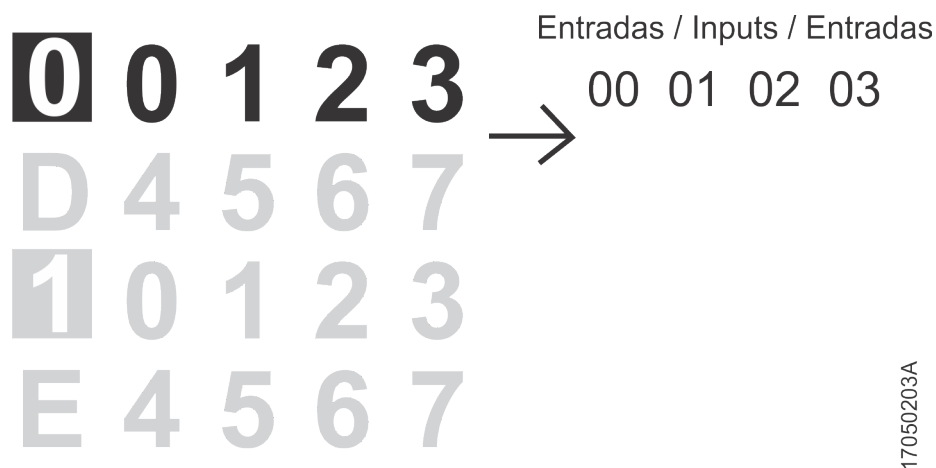 Entradas / Inputs / Entradas
0 0 1 2 3
00 01 02 03
D 4 5 6 7
1 0 1 2 3
E 4 5 6 7
17050203A